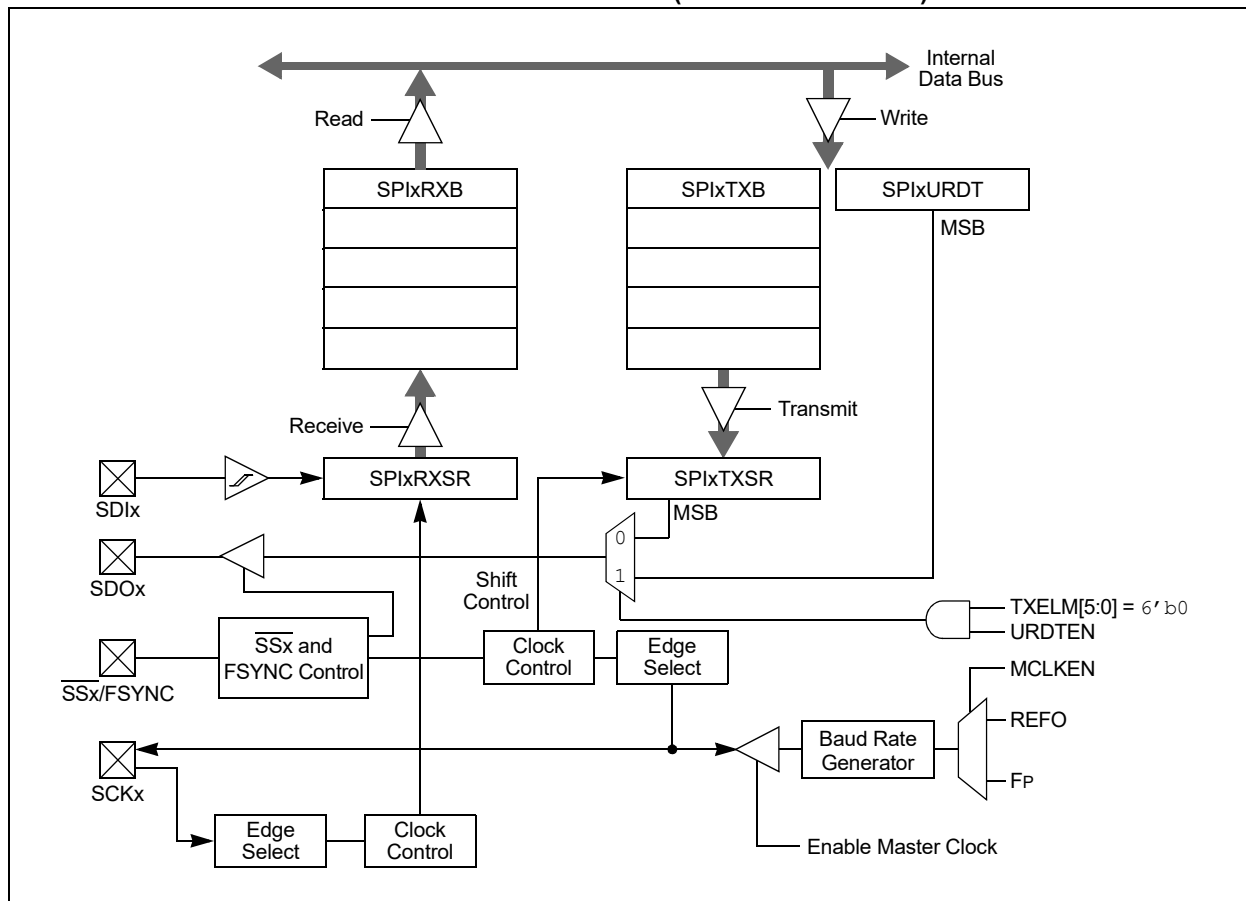 Internal
Data Bus
Read
Write
SPIxRXB
SPIxTXB
SPIxURDT
MSB
Receive
Transmit
SPIxRXSR
SPIxTXSR
SDIx
MSB
0
SDOx
1
Shift
Control
TXELM[5:0] = 6'b0
URDTEN
SSx and
FSYNC Control
Clock
Control
Edge
Select
SSx/FSYNC
MCLKEN
REFO
Baud Rate
Generator
FP
SCKx
Edge
Select
Clock
Control
Enable Master Clock